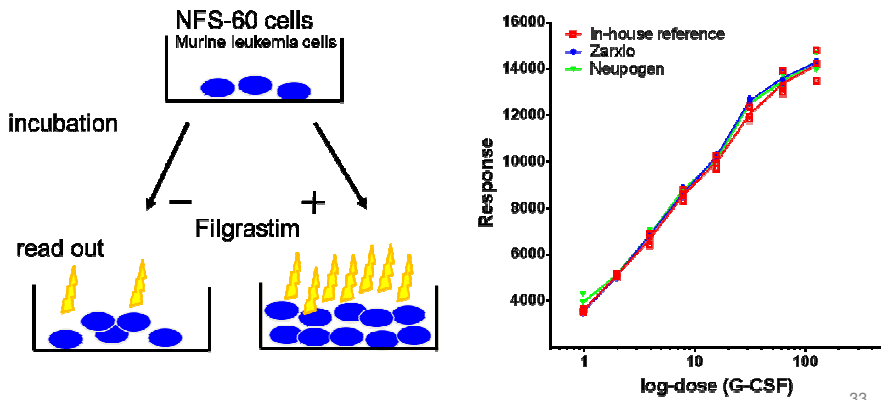 NFS-60 cells
Murine leukemia cells
incubation
−
+
Filgrastim
read out
16000
14000
12000
10000
8000
6000
4000
Response
In-house reference
Zarxio
Neupogen
1
10
100
log-dose (G-CSF)
33